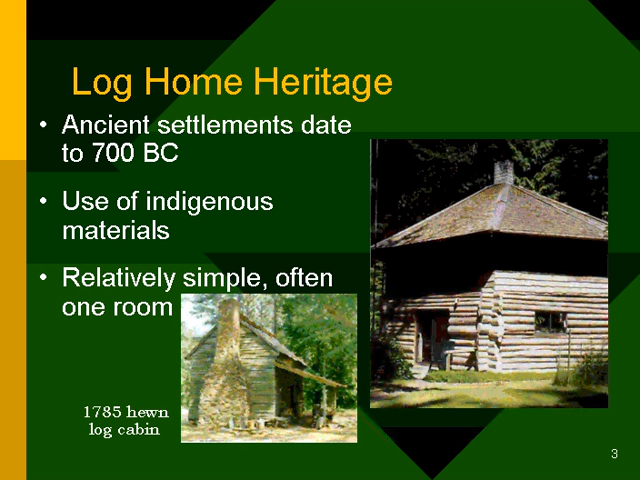 Log Home Heritage
• Ancient settlements date
to 700 BC
• Use of indigenous
materials
• Relatively simple, often
one room
1785 hewn
log cabin
3